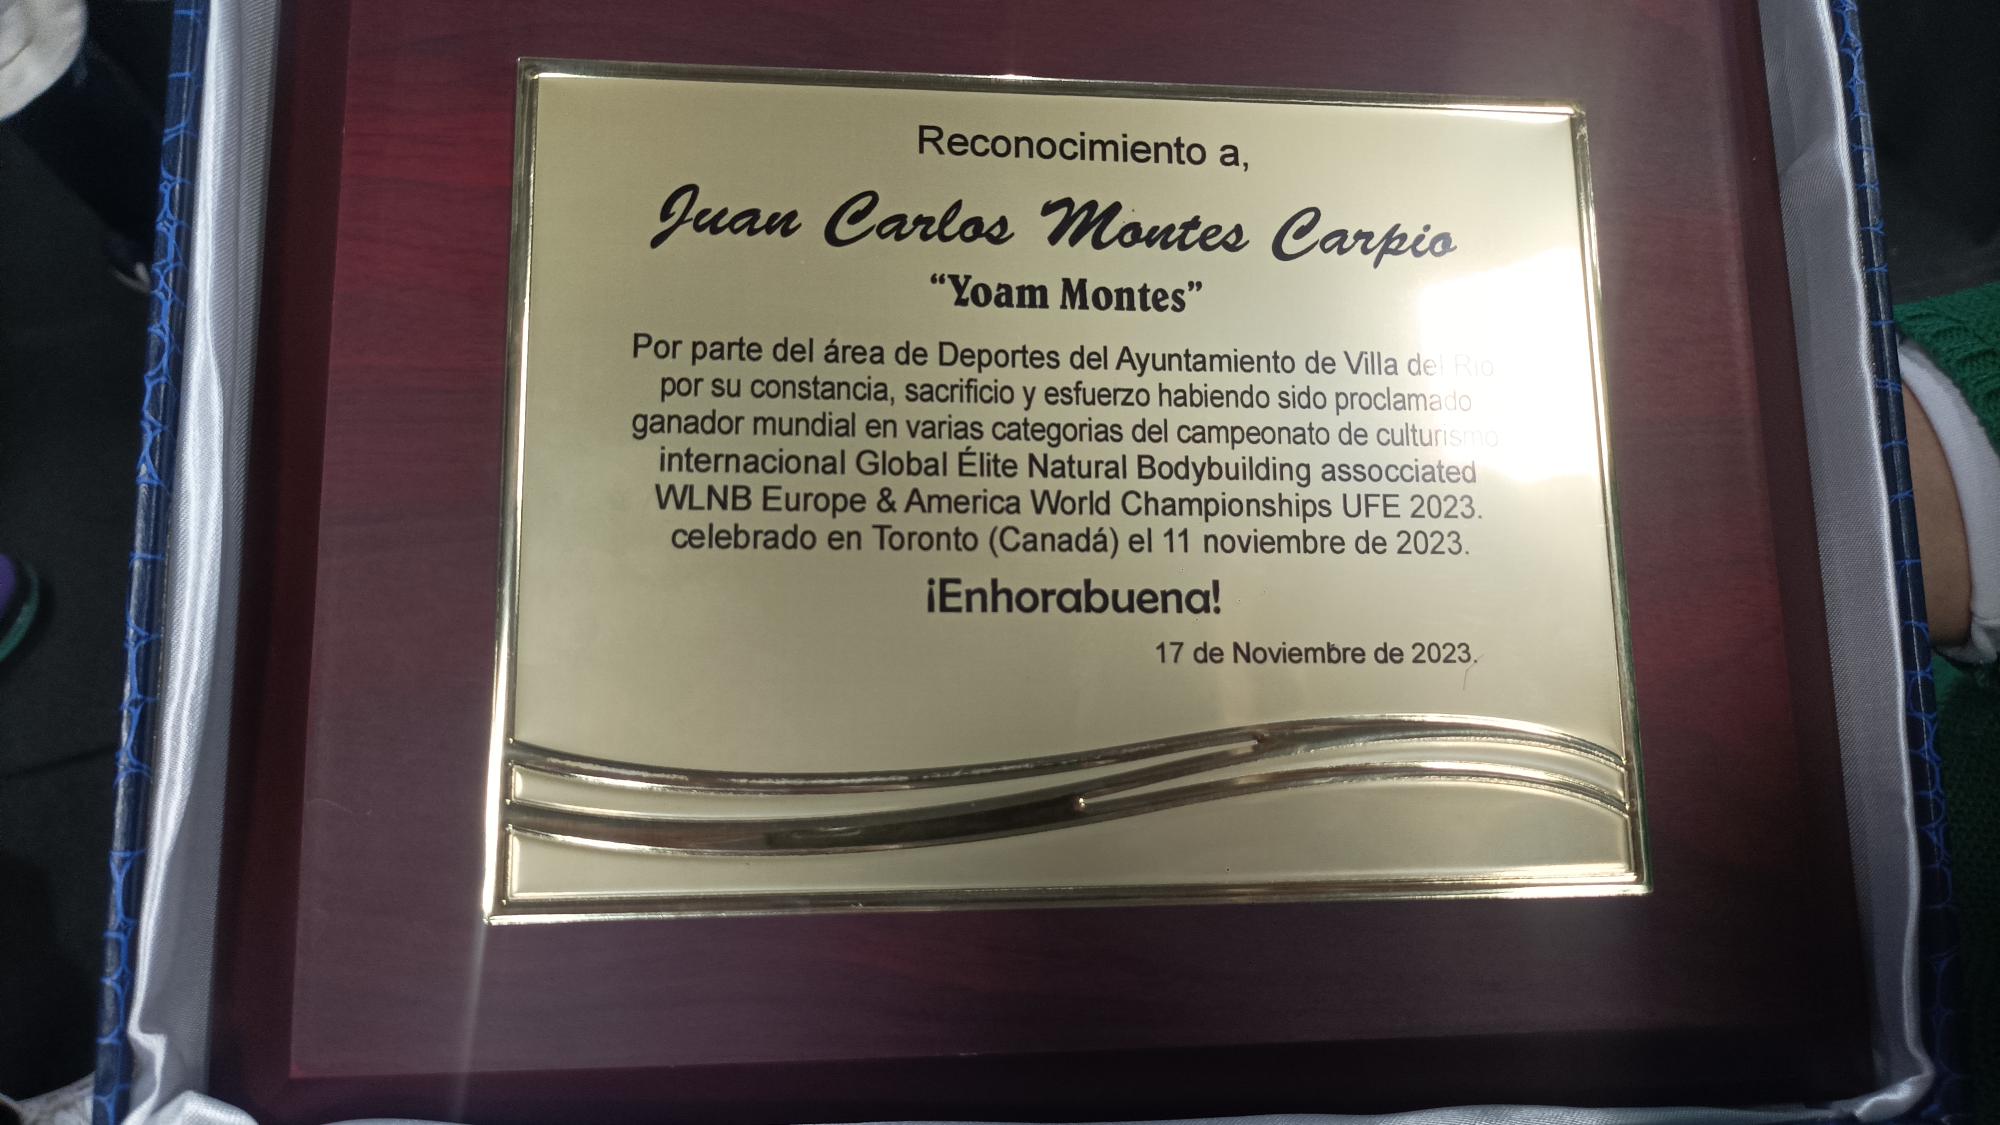 Reconocimiento a,
Juan Carlos Montes Carpio
“Yoam Montes”
Por parte del área de Deportes del Ayuntamiento de Villa del Rio
por su constancia, sacrificio y esfuerzo habiendo sido proclamado
ganador mundial en varias categorias del campeonato de culturismo
internacional Global Élite Natural Bodybuilding assocciated
WLNB Europe & America World Championships UFE 2023.
celebrado en Toronto (Canadá) el 11 noviembre de 2023.
¡Enhorabuena!
17 de Noviembre de 2023.